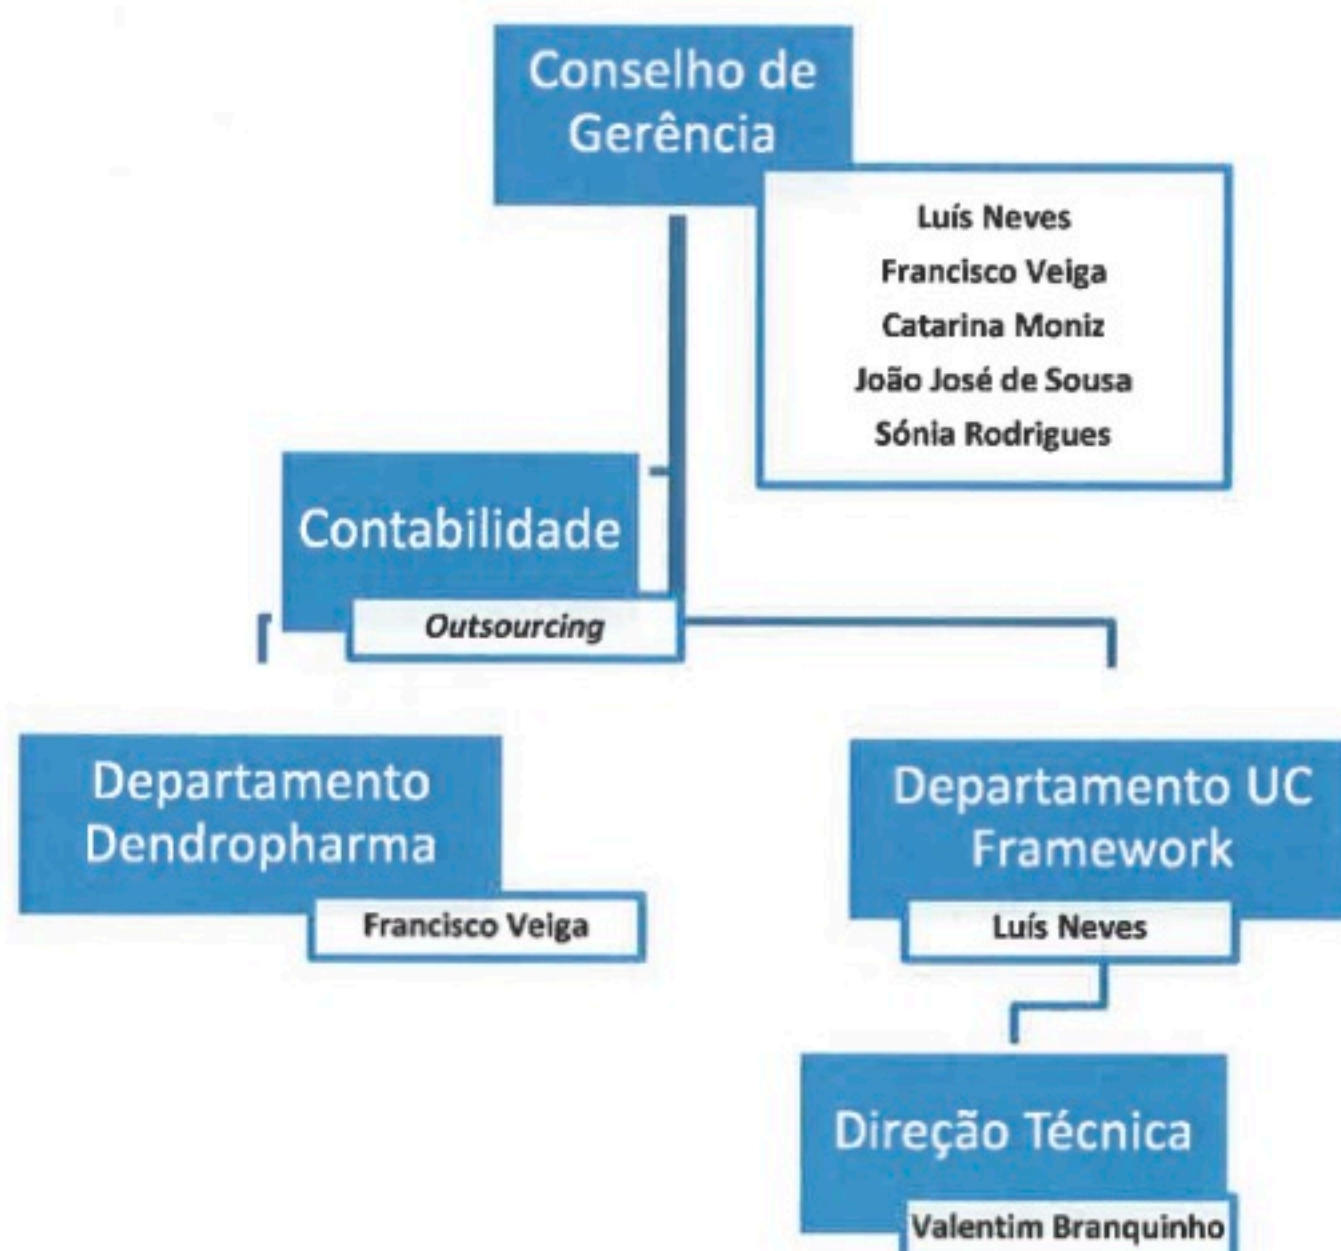 Conselho de
Gerência
Luís Neves
Francisco Veiga
Catarina Moniz
João José de Sousa
Sónia Rodrigues
Contabilidade
Outsourcing
Departamento
Dendropharma
Francisco Veiga
Departamento UC
Framework
Luís Neves
Direção Técnica
Valentim Branquinho